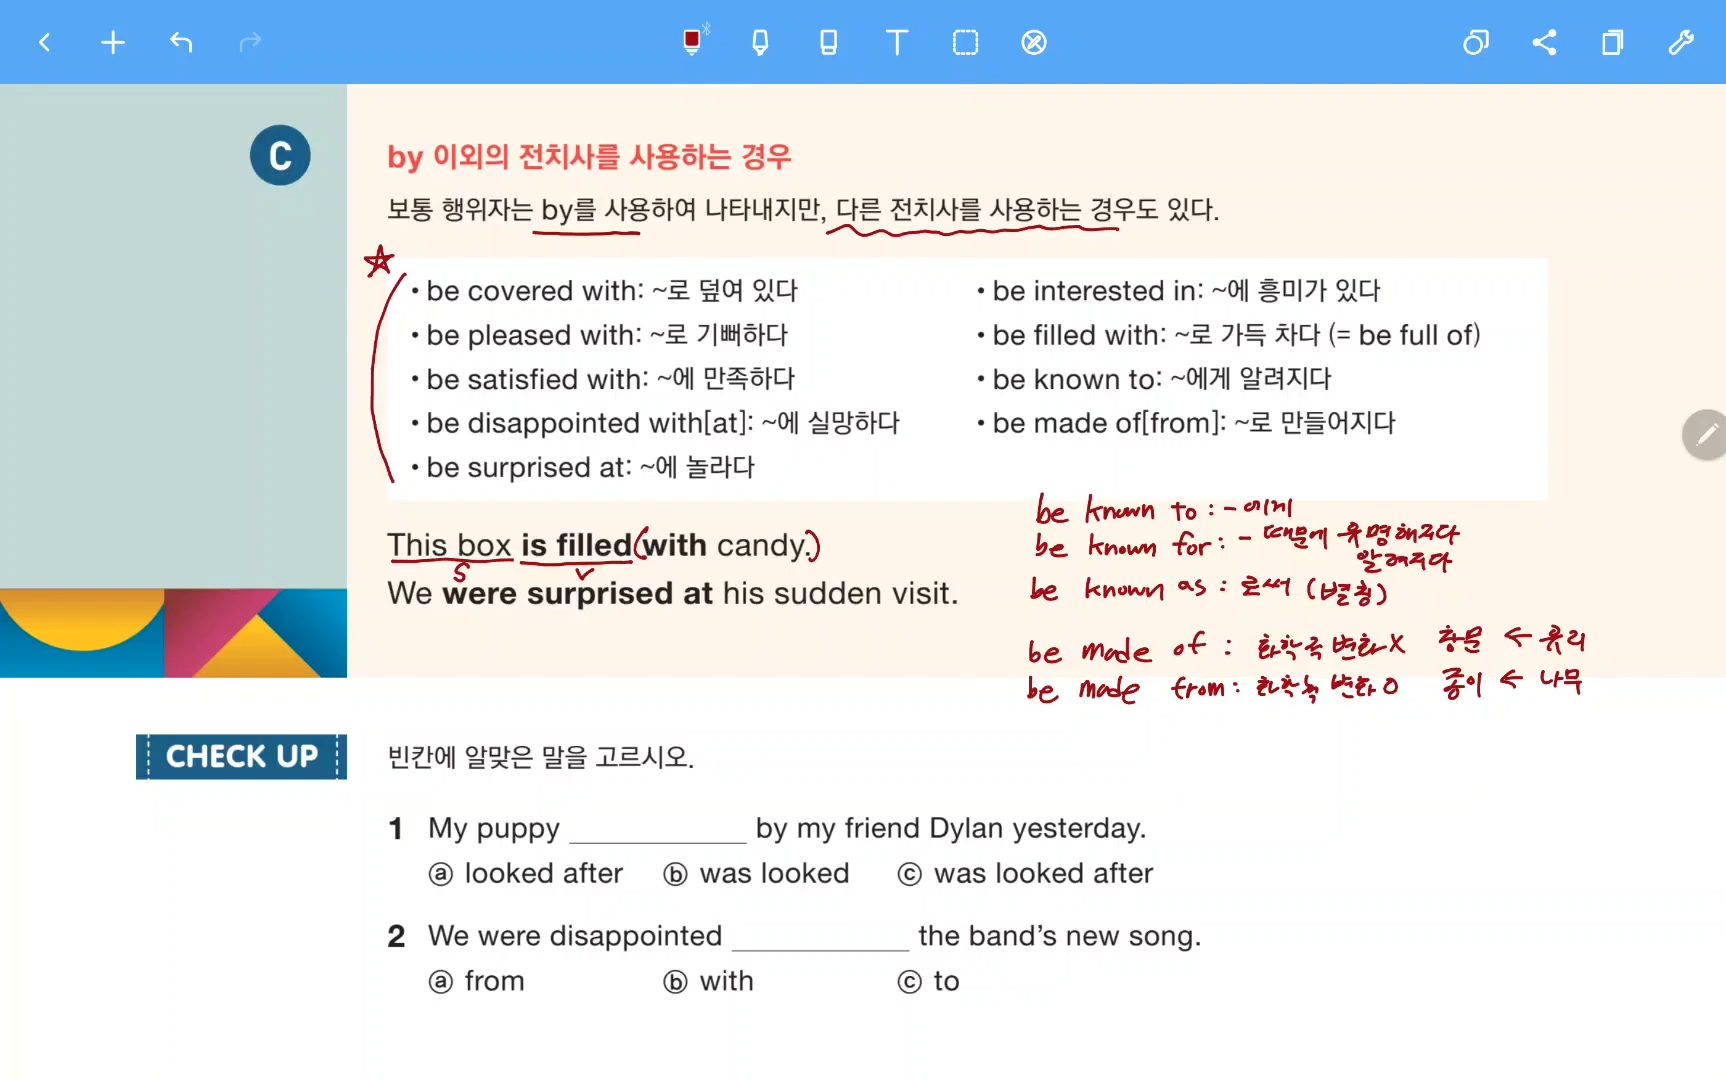 C
by 이외의 전치사를 사용하는 경우
보통 행위자는 by를 사용하여 나타내지만, 다른 전치사를 사용하는 경우도 있다.
• be covered with: ~로 덮여 있다
• be pleased with: ~로 기뻐하다
• be satisfied with: ~에 만족하다
• be disappointed with[at]: ~에 실망하다
• be surprised at: ~에 놀라다
• be interested in: ~에 흥미가 있다
• be filled with: ~로 가득 차다 (= be full of)
• be known to: ~에게 알려지다
• be made of[from]: ~로 만들어지다
This box is filled (with candy.)
S V
We were surprised at his sudden visit.
be known to : - 에게
be known for : - 때문에 유명해지다
알려지다
be known as : 로써 (별칭)
be made of : 화학적 변화 X 창문 ← 유리
be made from : 화학적 변화 O 종이 ← 나무
CHECK UP
빈칸에 알맞은 말을 고르시오.
1 My puppy ____________ by my friend Dylan yesterday.
ⓐ looked after ⓑ was looked ⓒ was looked after
2 We were disappointed ____________ the band's new song.
ⓐ from ⓑ with ⓒ to